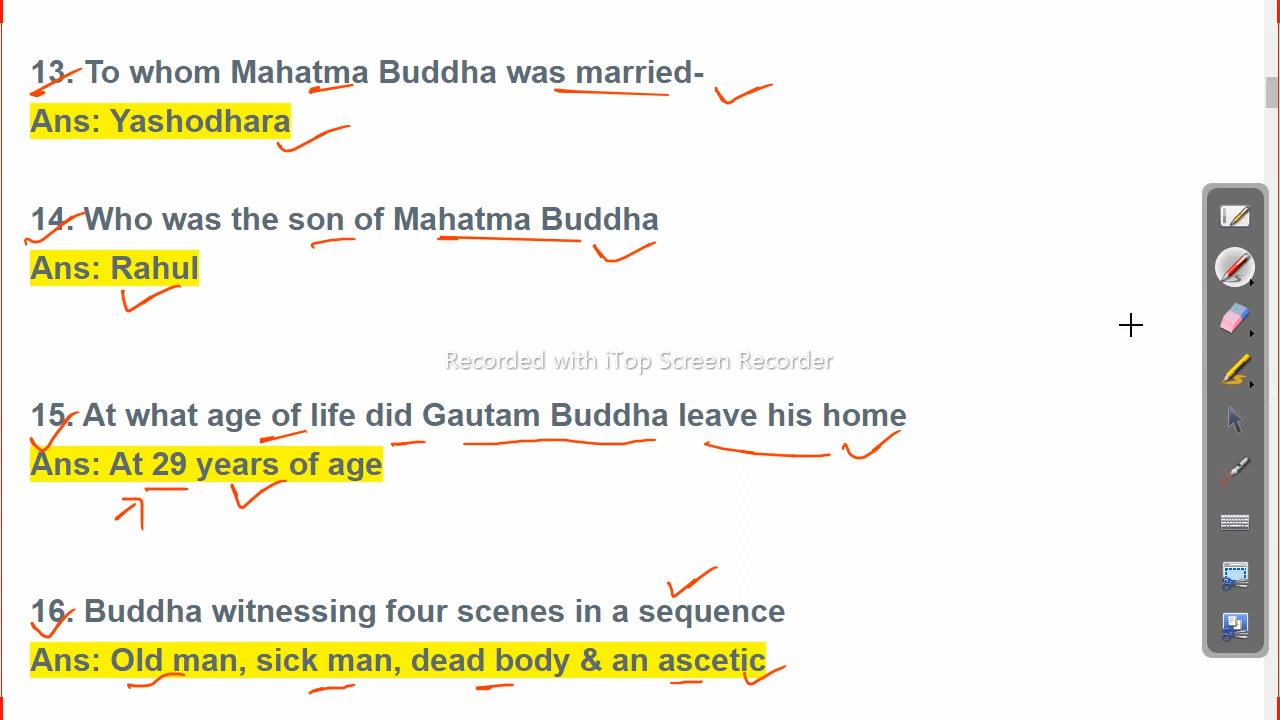 13. To whom Mahatma Buddha was married-
Ans: Yashodhara
14. Who was the son of Mahatma Buddha
Ans: Rahul
Recorded with iTop Screen Recorder
15. At what age of life did Gautam Buddha leave his home
Ans: At 29 years of age
16. Buddha witnessing four scenes in a sequence
Ans: Old man, sick man, dead body & an ascetic